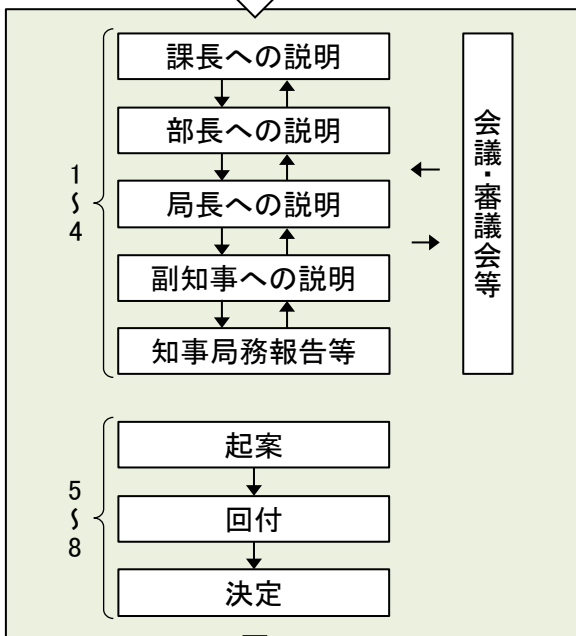 課長への説明
部長への説明
局長への説明
副知事への説明
知事局務報告等
1
〜
4
会議・審議会等
起案
回付
決定
5
〜
8